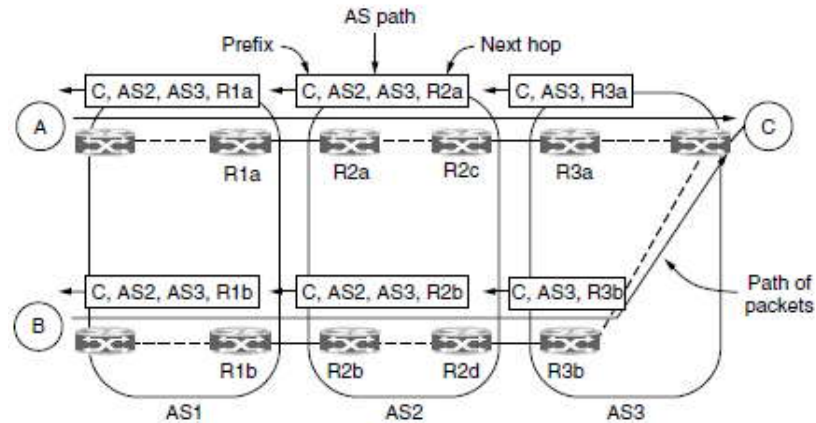 AS path
Prefix
Next hop
C, AS2, AS3, R1a
C, AS2, AS3, R2a
C, AS3, R3a
A
C
R1a
R2a
R2c
R3a
C, AS2, AS3, R1b
C, AS2, AS3, R2b
C, AS3, R3b
Path of
packets
B
R1b
R2b
R2d
R3b
AS1
AS2
AS3